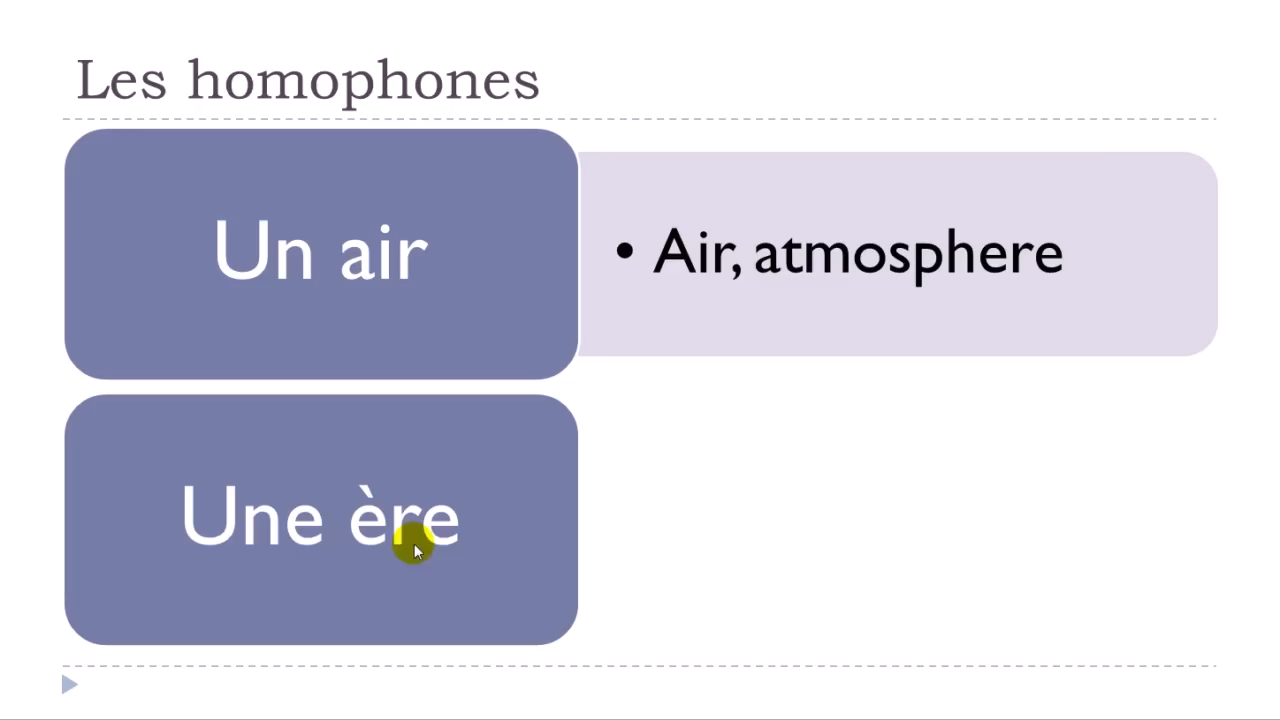 Les homophones
Un air
• Air, atmosphere
Une ère